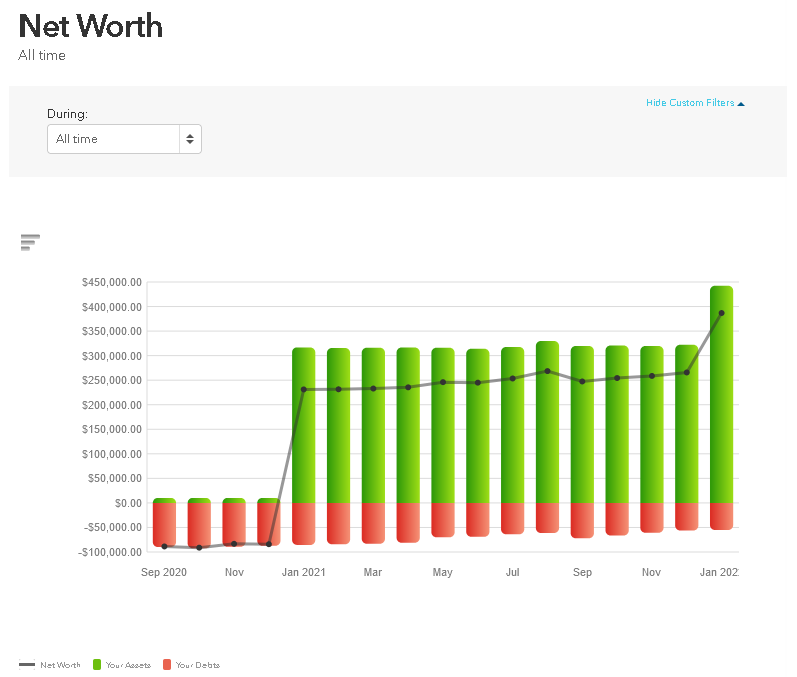 Net Worth
All time
Hide Custom Filters
During:
All time
$450,000.00
$400,000.00
$350,000.00
$300,000.00
$250,000.00
$200,000.00
$150,000.00
$100,000.00
$50,000.00
$0.00
-$50,000.00
-$100,000.00
Sep 2020 Nov Jan 2021 Mar May Jul Sep Nov Jan 202
Net Worth Your Assets Your Debts